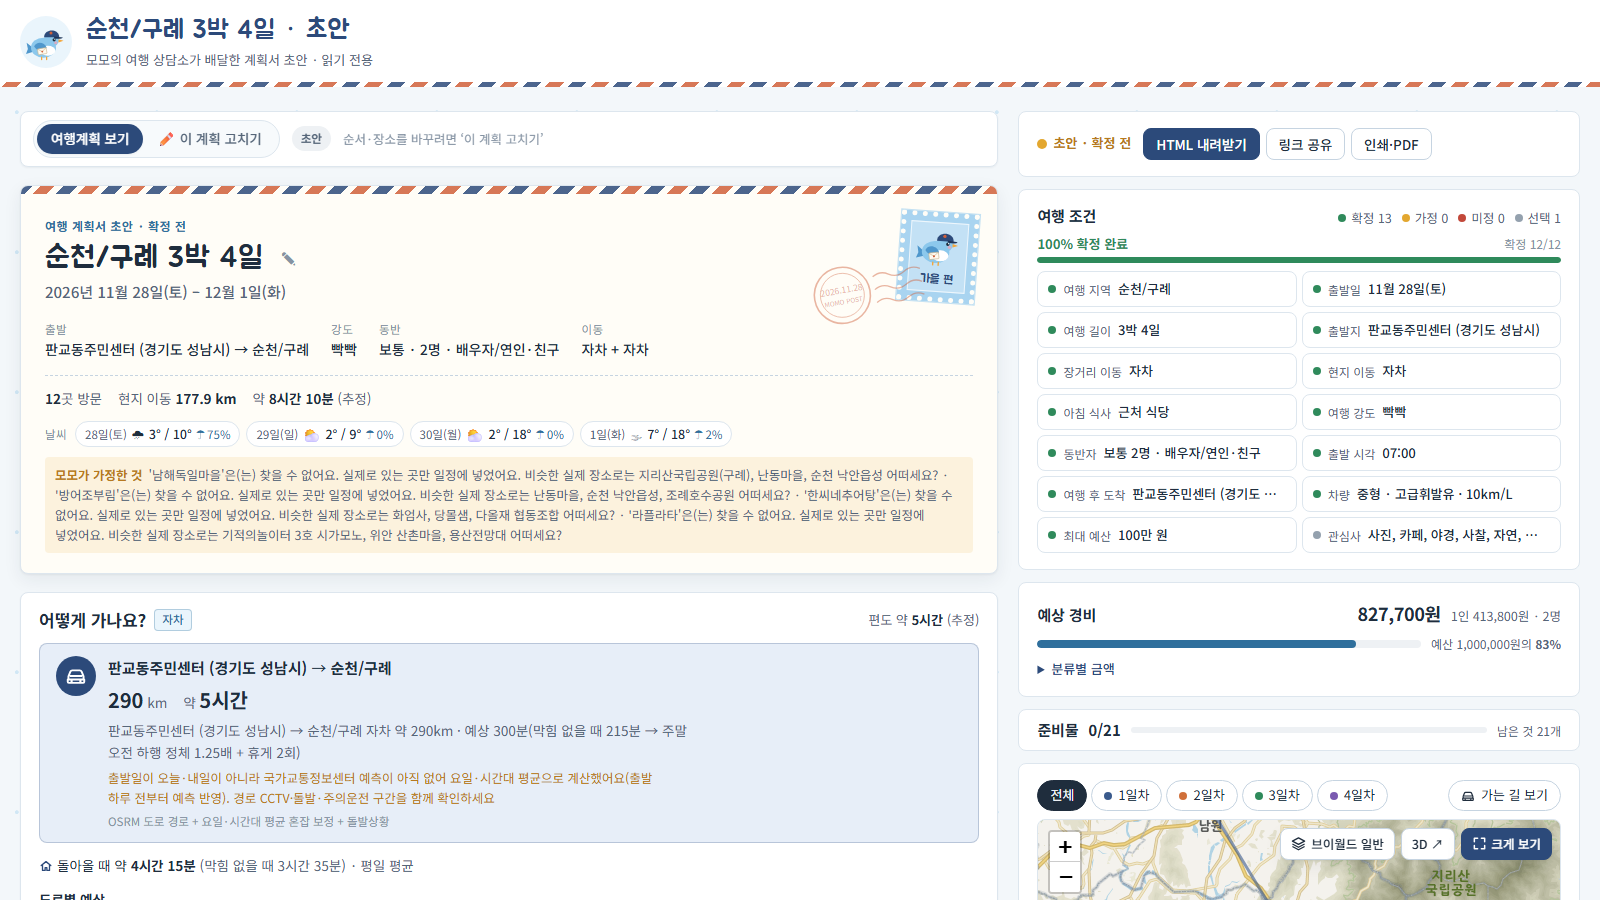 순천/구례 3박 4일 · 초안
모모의 여행 상담소가 배달한 계획서 초안 · 읽기 전용
여행계획 보기
이 계획 고치기
초안
순서·장소를 바꾸려면 ‘이 계획 고치기’
여행 계획서 초안 · 확정 전
순천/구례 3박 4일
2026년 11월 28일(토) – 12월 1일(화)
가을 편
2026.11.28
MOMO POST
출발 강도 동반 이동
판교동주민센터 (경기도 성남시) → 순천/구례 빡빡 보통 · 2명 · 배우자/연인·친구 자차 + 자차
12곳 방문 현지 이동 177.9 km 약 8시간 10분 (추정)
날씨 28일(토) 3° / 10° 75% 29일(일) 2° / 9° 0% 30일(월) 2° / 18° 0% 1일(화) 7° / 18° 2%
모모가 가정한 것 '남해독일마을'은(는) 찾을 수 없어요. 실제로 있는 곳만 일정에 넣었어요. 비슷한 실제 장소로는 지리산국립공원(구례), 난동마을, 순천 낙안읍성 어떠세요? ·
'방어조부림'은(는) 찾을 수 없어요. 실제로 있는 곳만 일정에 넣었어요. 비슷한 실제 장소로는 난동마을, 순천 낙안읍성, 조례호수공원 어떠세요? · '한씨네추어탕'은(는) 찾을 수
없어요. 실제로 있는 곳만 일정에 넣었어요. 비슷한 실제 장소로는 화엄사, 당몰샘, 다올재 협동조합 어떠세요? · '라플라타'은(는) 찾을 수 없어요. 실제로 있는 곳만 일정에
넣었어요. 비슷한 실제 장소로는 기적의놀이터 3호 시가모노, 위안 산촌마을, 용산전망대 어떠세요?
어떻게 가나요? 자차 편도 약 5시간 (추정)
판교동주민센터 (경기도 성남시) → 순천/구례
290 km 약 5시간
판교동주민센터 (경기도 성남시) → 순천/구례 자차 약 290km · 예상 300분(막힘 없을 때 215분 → 주말
오전 하행 정체 1.25배 + 휴게 2회)
출발일이 오늘·내일이 아니라 국가교통정보센터 예측이 아직 없어 요일·시간대 평균으로 계산했어요(출발
하루 전부터 예측 반영). 경로 CCTV·돌발·주의운전 구간을 함께 확인하세요
OSRM 도로 경로 + 요일·시간대 평균 혼잡 보정 + 돌발상황
돌아올 때 약 4시간 15분 (막힘 없을 때 3시간 35분) · 평일 평균
도로별 예상
초안 · 확정 전
HTML 내려받기
링크 공유
인쇄·PDF
여행 조건 확정 13 가정 0 미정 0 선택 1
100% 확정 완료 확정 12/12
여행 지역 순천/구례
출발일 11월 28일(토)
여행 길이 3박 4일
출발지 판교동주민센터 (경기도 성남시)
장거리 이동 자차
현지 이동 자차
아침 식사 근처 식당
여행 강도 빡빡
동반자 보통 2명 · 배우자/연인·친구
출발 시각 07:00
여행 후 도착 판교동주민센터 (경기도 ···
차량 중형 · 고급휘발유 · 10km/L
최대 예산 100만 원
관심사 사진, 카페, 야경, 사찰, 자연, ···
예상 경비 827,700원 1인 413,800원 · 2명
예산 1,000,000원의 83%
분류별 금액
준비물 0/21 남은 것 21개
전체 1일차 2일차 3일차 4일차 가는 길 보기
남원
+
−
브이월드 일반
3D ↗
크게 보기
지리산
국립공원